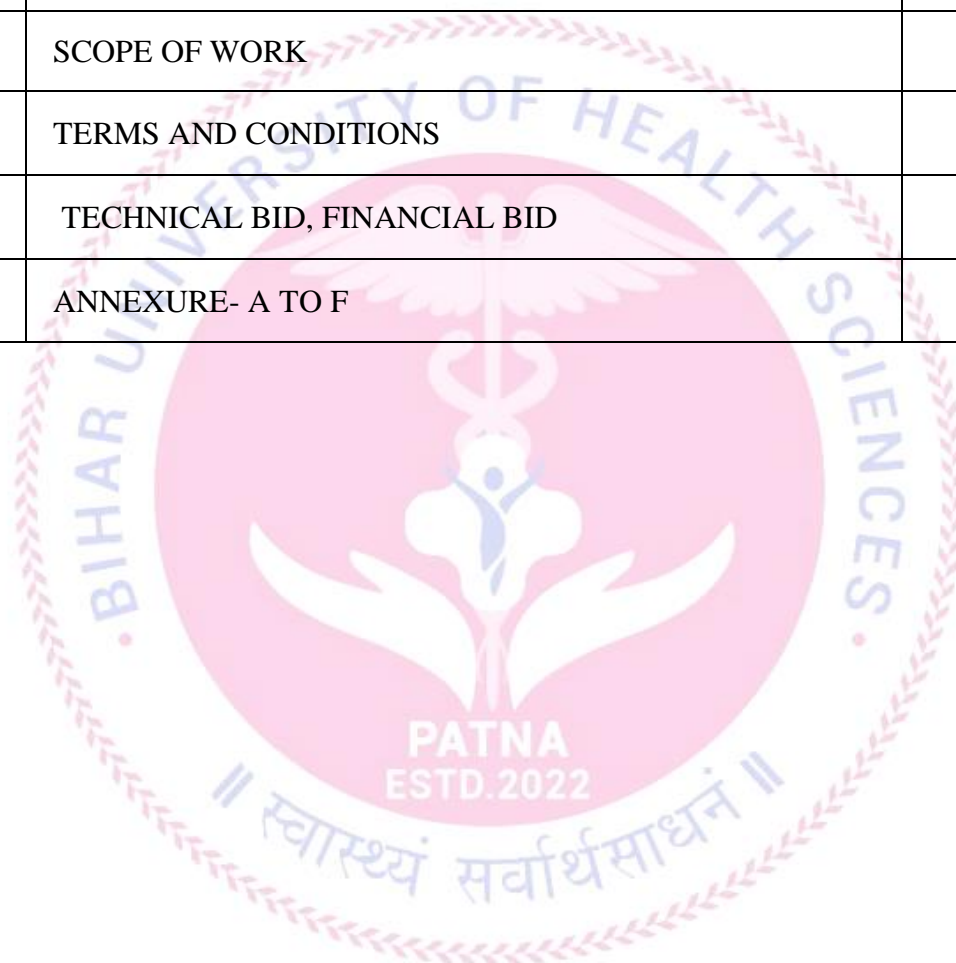 SCOPE OF WORK
TERMS AND CONDITIONS
TECHNICAL BID, FINANCIAL BID
ANNEXURE- A TO F
BIHAR UNIVERSITY OF HEALTH SCIENCES
PATNA
ESTD.2022
॥ स्वास्थ्यं सर्वार्थसाधनं ॥